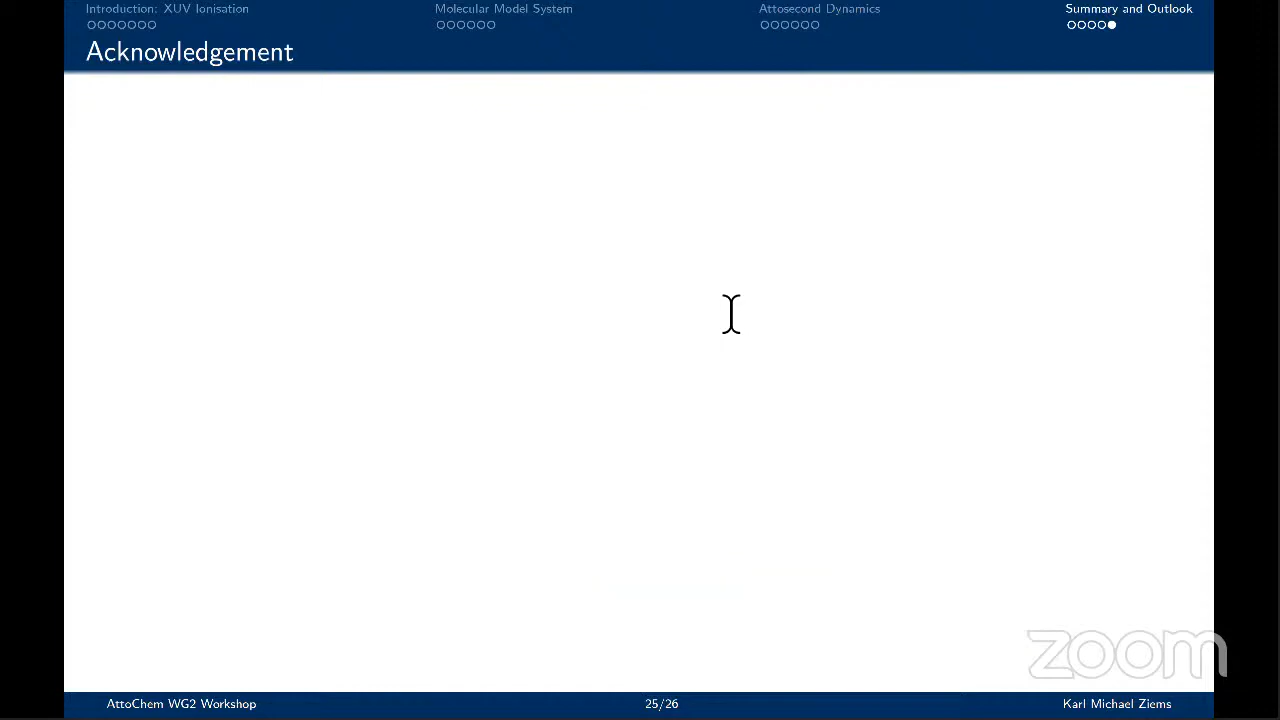 Introduction: XUV Ionisation Molecular Model System Attosecond Dynamics Summary and Outlook
Acknowledgement
zoom
AttoChem WG2 Workshop 25/26 Karl Michael Ziems